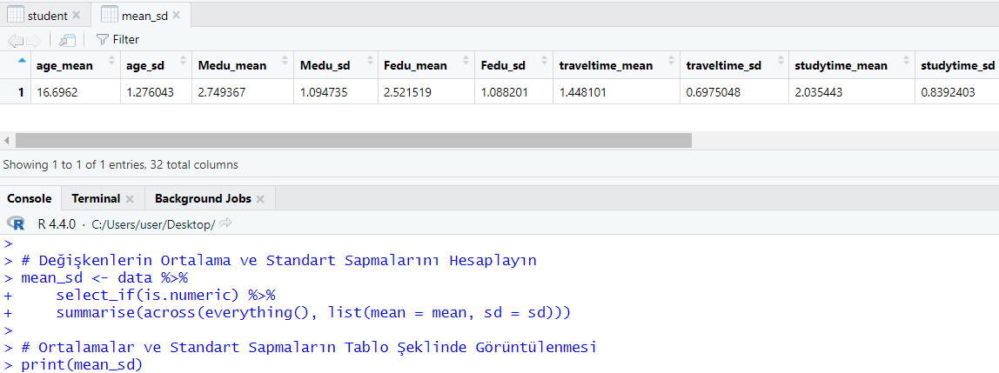 student mean_sd
Filter
age_mean age_sd Medu_mean Medu_sd Fedu_mean Fedu_sd traveltime_mean traveltime_sd studytime_mean studytime_sd
1 16.6962 1.276043 2.749367 1.094735 2.521519 1.088201 1.448101 0.6975048 2.035443 0.8392403
Showing 1 to 1 of 1 entries, 32 total columns
Console Terminal Background Jobs
R R 4.4.0 · C:/Users/user/Desktop/
>
> # Değişkenlerin Ortalama ve Standart Sapmalarını Hesaplayın
> mean_sd <- data %>%
+     select_if(is.numeric) %>%
+     summarise(across(everything(), list(mean = mean, sd = sd)))
>
> # Ortalamalar ve Standart Sapmaların Tablo Şeklinde Görüntülenmesi
> print(mean_sd)